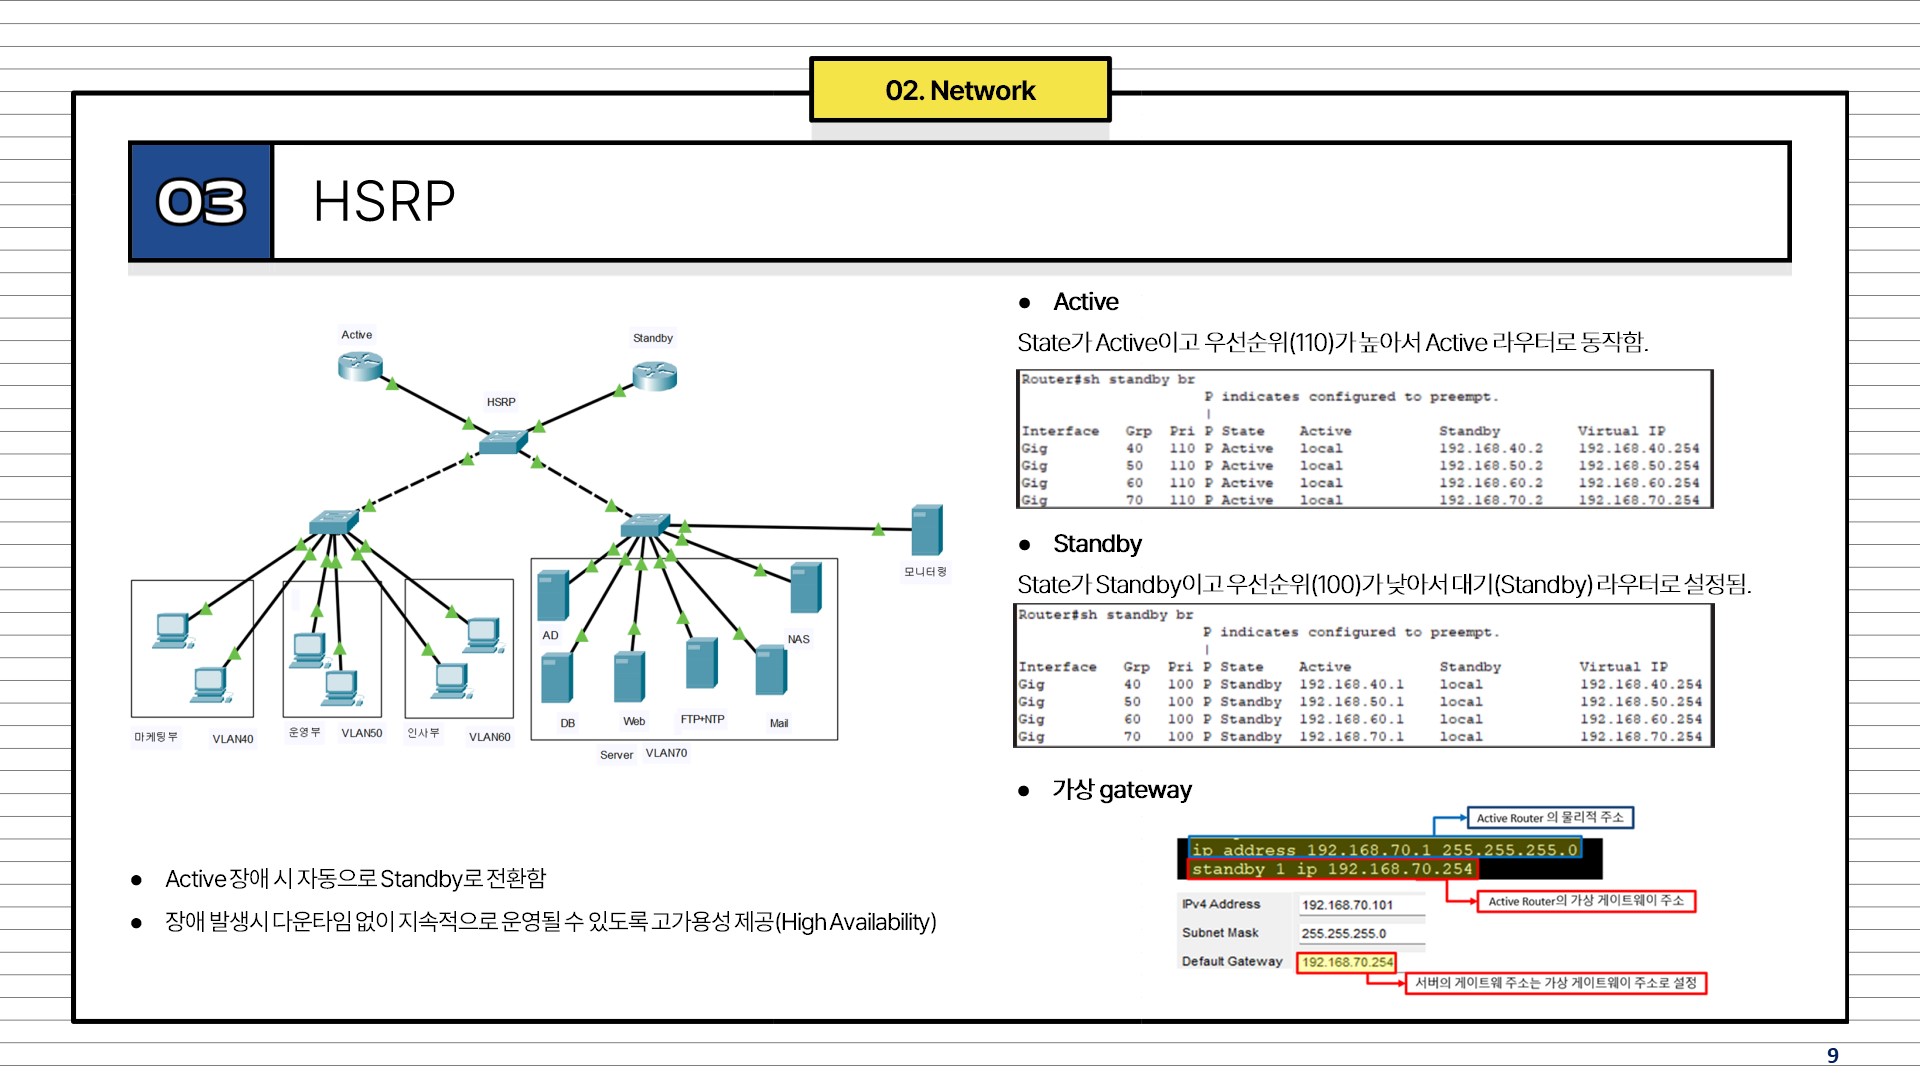 02. Network
03
HSRP
Active
Standby
HSRP
모니터링
AD
NAS
DB
Web
FTP+NTP
Mail
마케팅부
VLAN40
운영부
VLAN50
인사부
VLAN60
Server
VLAN70
● Active 장애 시 자동으로 Standby로 전환함
● 장애 발생시 다운타임 없이 지속적으로 운영될 수 있도록 고가용성 제공(High Availability)
● Active
State가 Active이고 우선순위(110)가 높아서 Active 라우터로 동작함.
Router#sh standby br
P indicates configured to preempt.
|
Interface Grp Pri P State Active Standby Virtual IP
Gig 40 110 P Active local 192.168.40.2 192.168.40.254
Gig 50 110 P Active local 192.168.50.2 192.168.50.254
Gig 60 110 P Active local 192.168.60.2 192.168.60.254
Gig 70 110 P Active local 192.168.70.2 192.168.70.254
● Standby
State가 Standby이고 우선순위(100)가 낮아서 대기(Standby) 라우터로 설정됨.
Router#sh standby br
P indicates configured to preempt.
|
Interface Grp Pri P State Active Standby Virtual IP
Gig 40 100 P Standby 192.168.40.1 local 192.168.40.254
Gig 50 100 P Standby 192.168.50.1 local 192.168.50.254
Gig 60 100 P Standby 192.168.60.1 local 192.168.60.254
Gig 70 100 P Standby 192.168.70.1 local 192.168.70.254
● 가상 gateway
Active Router 의 물리적 주소
ip address 192.168.70.1 255.255.255.0
standby 1 ip 192.168.70.254
Active Router의 가상 게이트웨이 주소
IPv4 Address 192.168.70.101
Subnet Mask 255.255.255.0
Default Gateway 192.168.70.254
서버의 게이트웨 주소는 가상 게이트웨이 주소로 설정
9